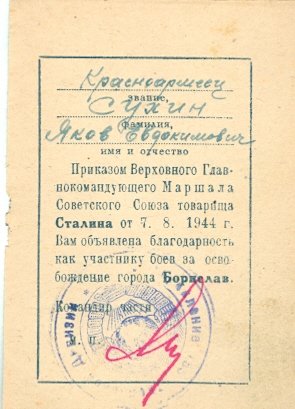 Красноармеец
звание,
Сухин
фамилия,
Яков Евдокимович
имя и отчество
Приказом Верховного Глав-
нокомандующего Маршала
Советского Союза товарища
Сталина от 7. 8. 1944 г.
Вам объявлена благодарность
как участнику боев за осво-
бождение города Борислав.
Командир части